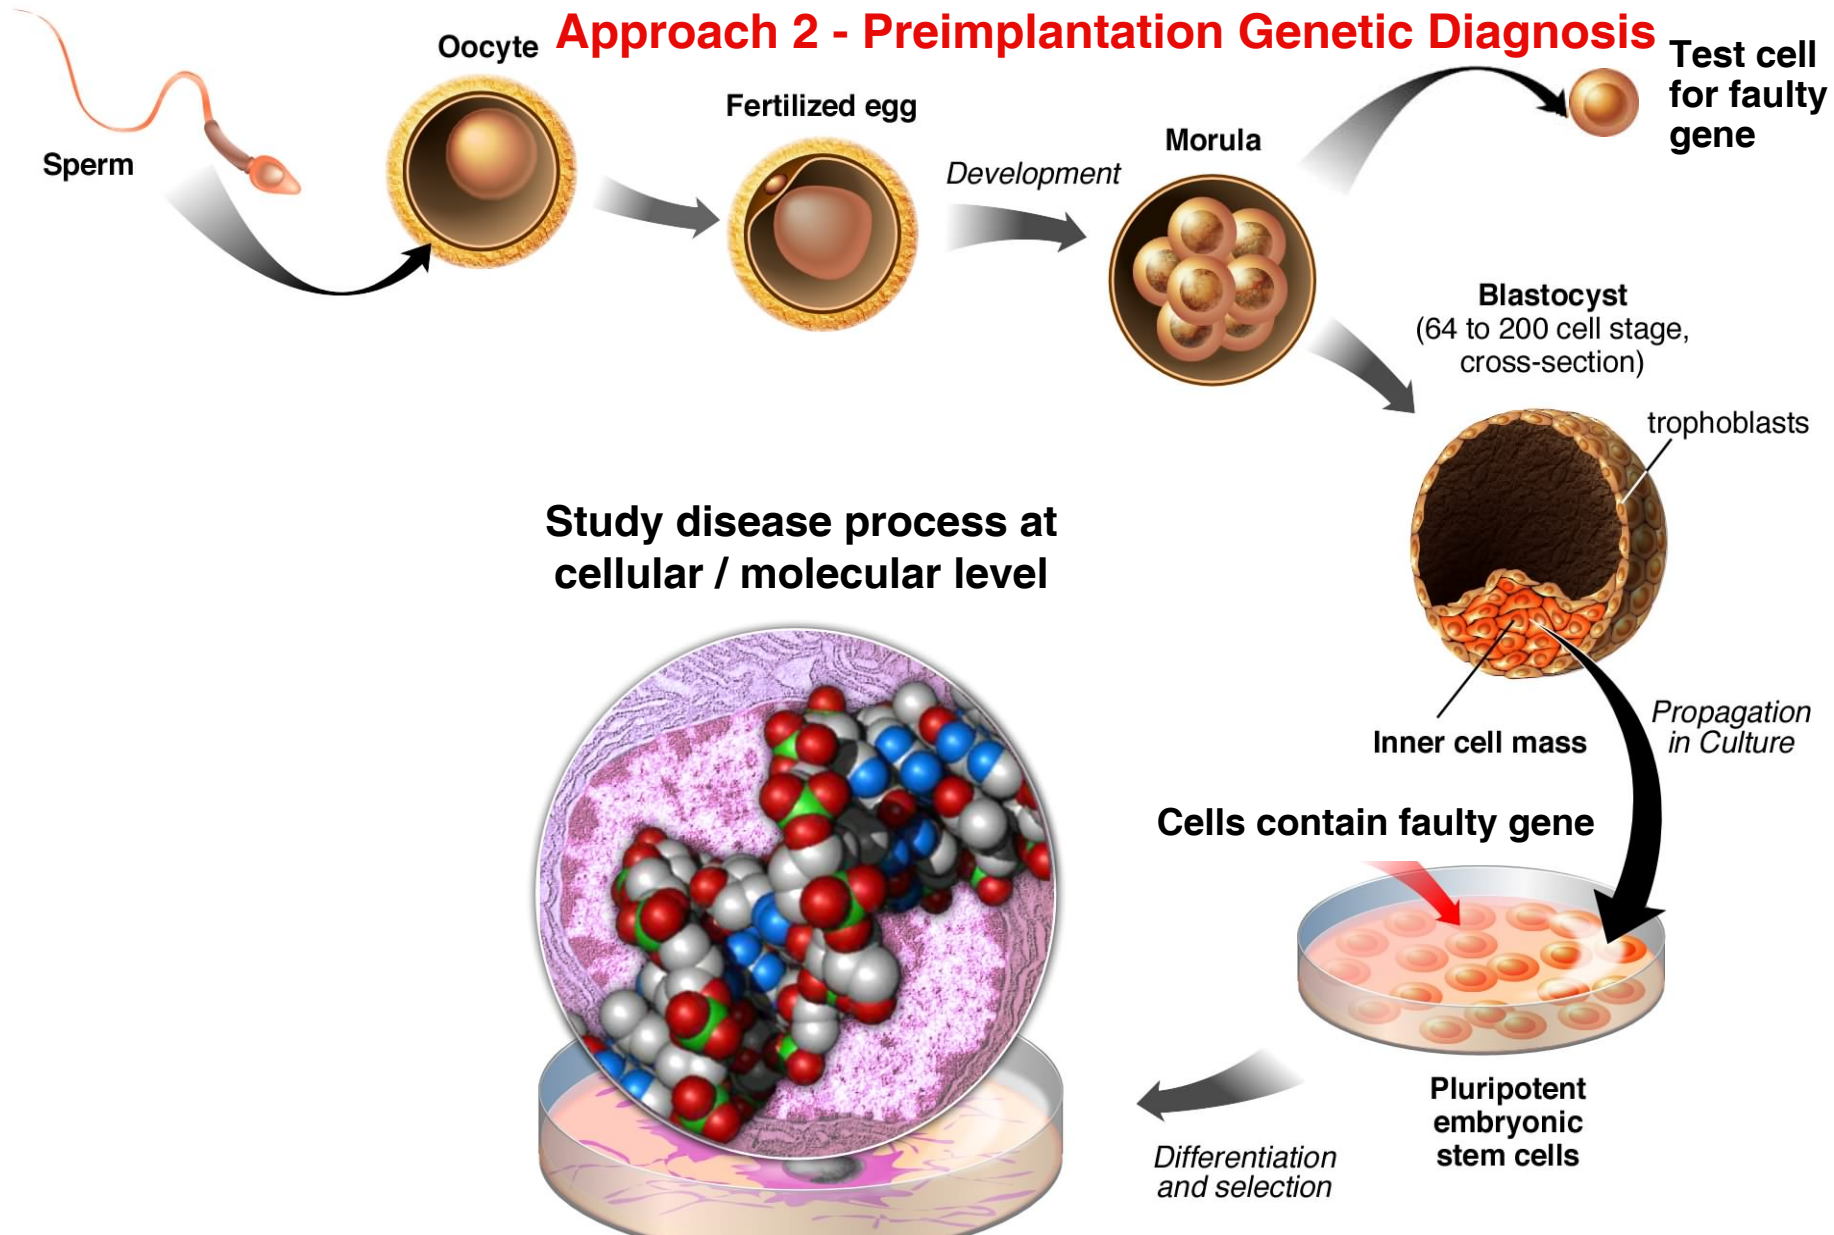 Approach 2 - Preimplantation Genetic Diagnosis
Sperm
Oocyte
Fertilized egg
Development
Morula
Test cell
for faulty
gene
Blastocyst
(64 to 200 cell stage,
cross-section)
trophoblasts
Inner cell mass
Propagation
in Culture
Cells contain faulty gene
Pluripotent
embryonic
stem cells
Differentiation
and selection
Study disease process at
cellular / molecular level